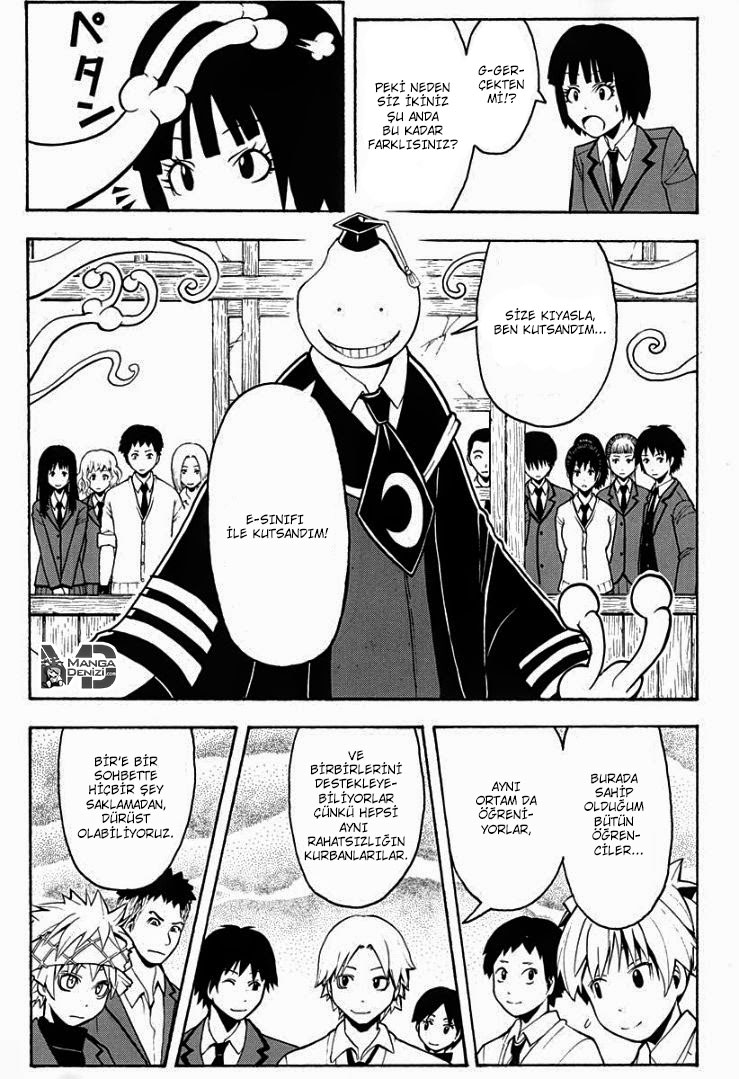 G-GER-
ÇEKTEN
Mİ!?
PEKİ NEDEN
SİZ İKİNİZ
ŞU ANDA
BU KADAR
FARKLISINIZ?
ペタン
SİZE KIYASLA,
BEN KUTSANDIM...
E-SINIFI
İLE KUTSANDIM!
MD
MANGA
DENİZİ.com
BURADA
SAHİP
OLDUĞUM
BÜTÜN
ÖĞREN-
CİLER...
AYNI
ORTAM DA
ÖĞRENİ-
YORLAR,
VE
BİRBİRLERİNİ
DESTEKLEYE-
BİLİYORLAR
ÇÜNKÜ HEPSİ
AYNI
RAHATSIZLIĞIN
KURBANLARILAR.
BİR'E BİR
SOHBETTE
HİÇBİR ŞEY
SAKLAMADAN,
DÜRÜST
OLABİLİYORUZ.